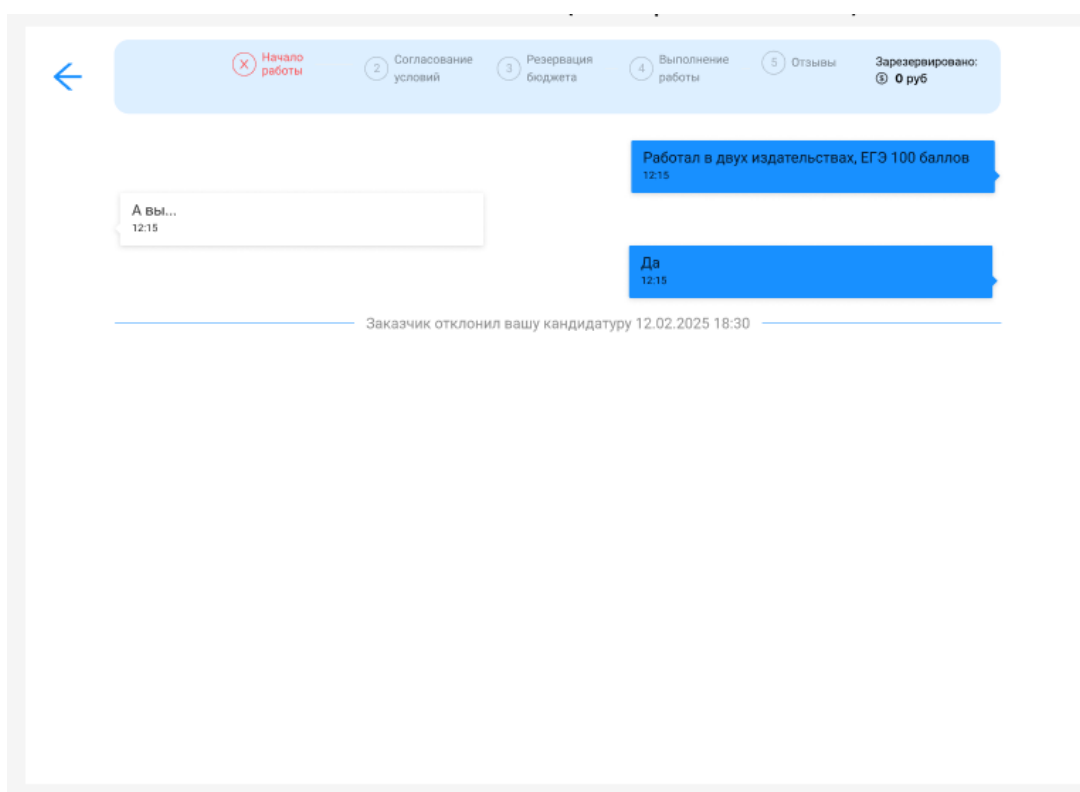 Начало
работы
2 Согласование
условий
3 Резервация
бюджета
4 Выполнение
работы
5 Отзывы
Зарезервировано:
0 руб
Работал в двух издательствах, ЕГЭ 100 баллов
12:15
А вы...
12:15
Да
12:15
Заказчик отклонил вашу кандидатуру 12.02.2025 18:30